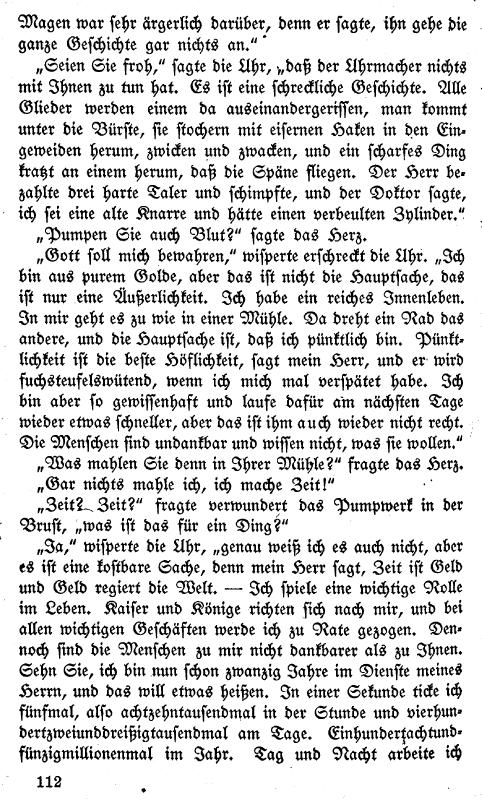 Magen war sehr ärgerlich darüber, denn er sagte, ihn gehe die
ganze Geschichte gar nichts an.“
„Seien Sie froh,“ sagte die Uhr, „daß der Uhrmacher nichts
mit Ihnen zu tun hat. Es ist eine schreckliche Geschichte. Alle
Glieder werden einem da auseinandergerissen, man kommt
unter die Bürste, sie stochern mit eisernen Haken in den Ein-
geweiden herum, zwicken und zwacken, und ein scharfes Ding
kratzt an einem herum, daß die Späne fliegen. Der Herr be-
zahlte drei harte Taler und schimpfte, und der Doktor sagte,
ich sei eine alte Knarre und hätte einen verbeulten Zylinder.“
„Pumpen Sie auch Blut?“ sagte das Herz.
„Gott soll mich bewahren,“ wisperte erschreckt die Uhr. „Ich
bin aus purem Golde, aber das ist nicht die Hauptsache, das
ist nur eine Äußerlichkeit. Ich habe ein reiches Innenleben.
In mir geht es zu wie in einer Mühle. Da dreht ein Rad das
andere, und die Hauptsache ist, daß ich pünktlich bin. Pünkt-
lichkeit ist die beste Höflichkeit, sagt mein Herr, und er wird
fuchsteufelswütend, wenn ich mich mal verspätet habe. Ich
bin aber so gewissenhaft und laufe dafür am nächsten Tage
wieder etwas schneller, aber das ist ihm auch wieder nicht recht.
Die Menschen sind undankbar und wissen nicht, was sie wollen.“
„Was mahlen Sie denn in Ihrer Mühle?“ fragte das Herz.
„Gar nichts mahle ich, ich mache Zeit!“
„Zeit? Zeit?“ fragte verwundert das Pumpwerk in der
Brust, „was ist das für ein Ding?“
„Ja,“ wisperte die Uhr, „genau weiß ich es auch nicht, aber
es ist eine kostbare Sache, denn mein Herr sagt, Zeit ist Geld
und Geld regiert die Welt. — Ich spiele eine wichtige Rolle
im Leben. Kaiser und Könige richten sich nach mir, und bei
allen wichtigen Geschäften werde ich zu Rate gezogen. Den-
noch sind die Menschen zu mir nicht dankbarer als zu Ihnen.
Sehn Sie, ich bin nun schon zwanzig Jahre im Dienste meines
Herrn, und das will etwas heißen. In einer Sekunde ticke ich
fünfmal, also achtzehntausendmal in der Stunde und vierhun-
dertzweiunddreißigtausendmal am Tage. Einhundertachtund-
fünfzigmillionenmal im Jahr. Tag und Nacht arbeite ich
112